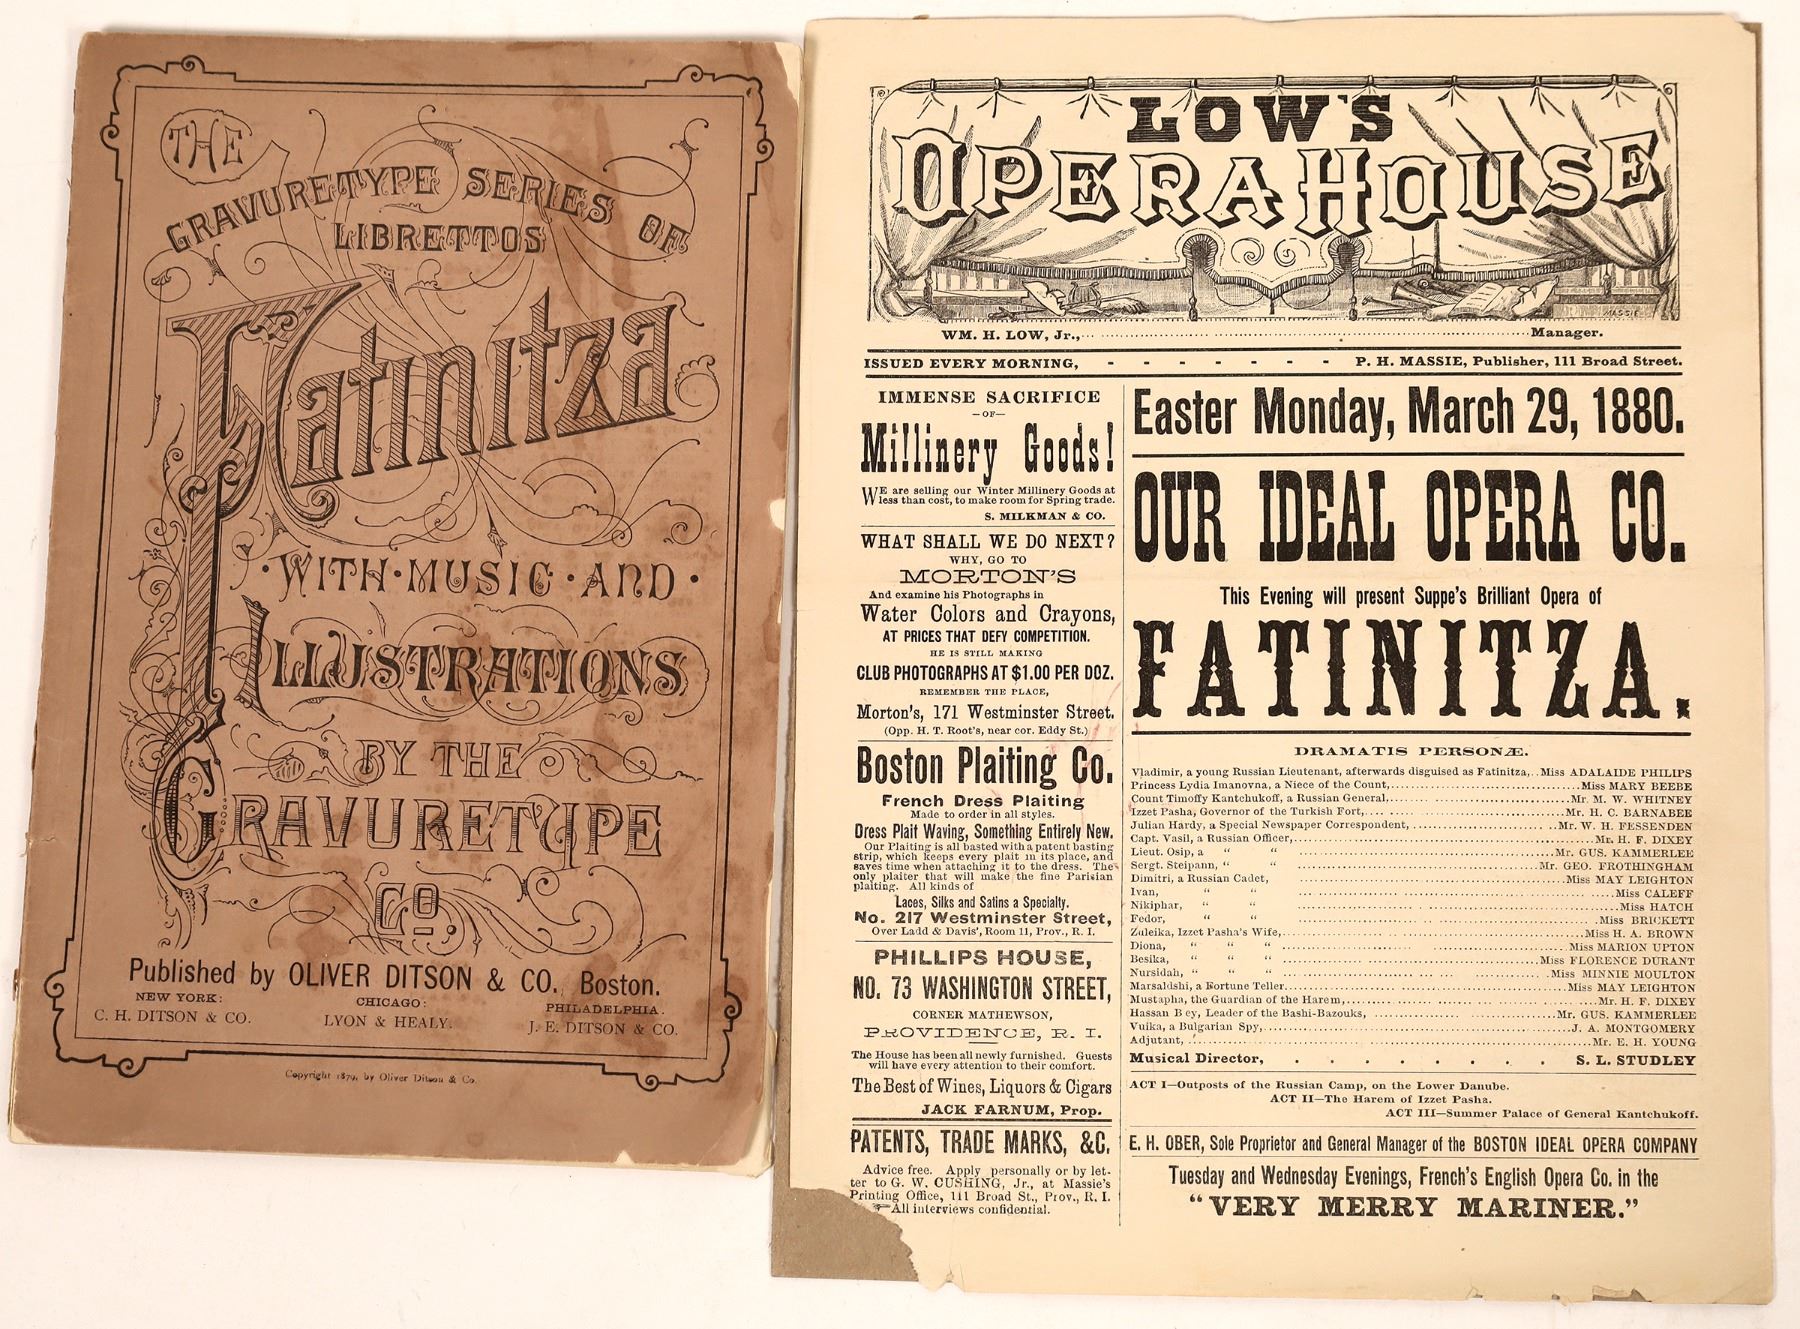 THE
GRAVURETYPE SERIES OF
LIBRETTOS
Fatinitza
·WITH·MUSIC·AND·
ILLUSTRATIONS
BY THE
GRAVURETYPE
CO.
Published by OLIVER DITSON & CO. Boston.
NEW YORK: CHICAGO: PHILADELPHIA.
C. H. DITSON & CO. LYON & HEALY. J. E. DITSON & CO.
Copyright 1879, by Oliver Ditson & Co.
LOW'S
OPERA HOUSE
MASSIE
WM. H. LOW, Jr., Manager.
ISSUED EVERY MORNING, - - - - - - - P. H. MASSIE, Publisher, 111 Broad Street.
IMMENSE SACRIFICE
—OF—
Millinery Goods!
WE are selling our Winter Millinery Goods at
less than cost, to make room for Spring trade.
S. MILKMAN & CO.
WHAT SHALL WE DO NEXT?
WHY, GO TO
MORTON'S
And examine his Photographs in
Water Colors and Crayons,
AT PRICES THAT DEFY COMPETITION.
HE IS STILL MAKING
CLUB PHOTOGRAPHS AT $1.00 PER DOZ.
REMEMBER THE PLACE,
Morton's, 171 Westminster Street.
(Opp. H. T. Root's, near cor. Eddy St.)
Boston Plaiting Co.
French Dress Plaiting
Made to order in all styles.
Dress Plait Waving, Something Entirely New.
Our Plaiting is all basted with a patent basting
strip, which keeps every plait in its place, and
saves time when attaching it to the dress. The
only plaiter that will make the fine Parisian
plaiting. All kinds of
Laces, Silks and Satins a Specialty.
No. 217 Westminster Street,
Over Ladd & Davis', Room 11, Prov., R. I.
PHILLIPS HOUSE,
NO. 73 WASHINGTON STREET,
CORNER MATHEWSON,
PROVIDENCE, R. I.
The House has been all newly furnished. Guests
will have every attention to their comfort.
The Best of Wines, Liquors & Cigars
JACK FARNUM, Prop.
PATENTS, TRADE MARKS, &C.
Advice free. Apply personally or by let-
ter to G. W. CUSHING, Jr., at Massie's
Printing Office, 111 Broad St., Prov., R. I.
All interviews confidential.
Easter Monday, March 29, 1880.
OUR IDEAL OPERA CO.
This Evening will present Suppe's Brilliant Opera of
FATINITZA.
DRAMATIS PERSONÆ.
Vladimir, a young Russian Lieutenant, afterwards disguised as Fatinitza,..Miss ADALAIDE PHILIPS
Princess Lydia Imanovna, a Niece of the Count, Miss MARY BEEBE
Count Timoffy Kantchukoff, a Russian General, Mr. M. W. WHITNEY
Izzet Pasha, Governor of the Turkish Fort, Mr. H. C. BARNABEE
Julian Hardy, a Special Newspaper Correspondent, Mr. W. H. FESSENDEN
Capt. Vasil, a Russian Officer, Mr. H. F. DIXEY
Lieut. Osip, a " " Mr. GUS. KAMMERLEE
Sergt. Steipann, " " Mr. GEO. FROTHINGHAM
Dimitri, a Russian Cadet, Miss MAY LEIGHTON
Ivan, " " Miss CALEFF
Nikiphar, " " Miss HATCH
Fedor, " " Miss BRICKETT
Zuleika, Izzet Pasha's Wife, Miss H. A. BROWN
Diona, " " " Miss MARION UPTON
Besika, " " " Miss FLORENCE DURANT
Nursidah, " " " Miss MINNIE MOULTON
Marsaldshi, a Fortune Teller Miss MAY LEIGHTON
Mustapha, the Guardian of the Harem, Mr. H. F. DIXEY
Hassan Bey, Leader of the Bashi-Bazouks, Mr. GUS. KAMMERLEE
Vuika, a Bulgarian Spy, J. A. MONTGOMERY
Adjutant, Mr. E. H. YOUNG
Musical Director, . . . . . . . . S. L. STUDLEY
ACT I—Outposts of the Russian Camp, on the Lower Danube.
ACT II—The Harem of Izzet Pasha.
ACT III—Summer Palace of General Kantchukoff.
E. H. OBER, Sole Proprietor and General Manager of the BOSTON IDEAL OPERA COMPANY
Tuesday and Wednesday Evenings, French's English Opera Co. in the
"VERY MERRY MARINER."